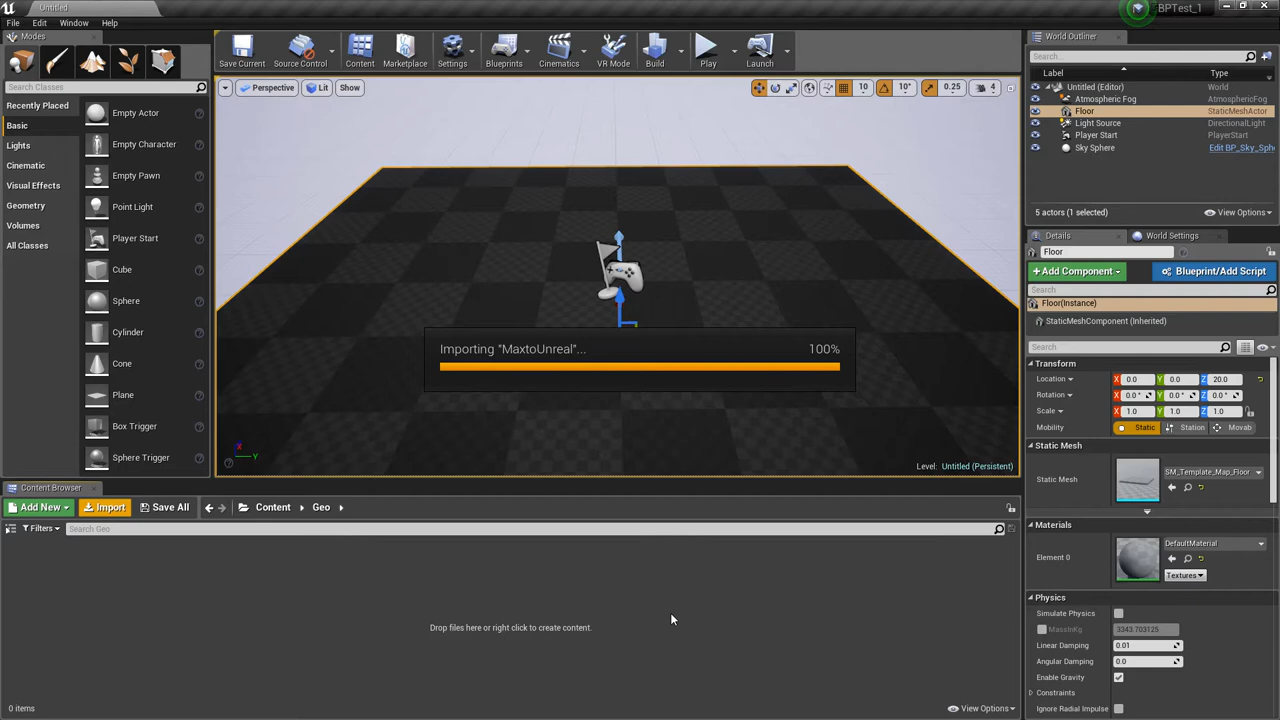 Untitled
BPTest_1
File Edit Window Help
Modes
Search Classes
Recently Placed
Basic
Lights
Cinematic
Visual Effects
Geometry
Volumes
All Classes
Empty Actor
Empty Character
Empty Pawn
Point Light
Player Start
Cube
Sphere
Cylinder
Cone
Plane
Box Trigger
Sphere Trigger
Save Current Source Control Content Marketplace Settings Blueprints Cinematics VR Mode Build Play Launch
Perspective Lit Show 10 10° 0.25 4
Importing "MaxtoUnreal"... 100%
X
Y
Level: Untitled (Persistent)
World Outliner
Search...
Label Type
Untitled (Editor) World
Atmospheric Fog AtmosphericFog
Floor StaticMeshActor
Light Source DirectionalLight
Player Start PlayerStart
Sky Sphere Edit BP_Sky_Sph
5 actors (1 selected) View Options
Details World Settings
Floor
+Add Component Blueprint/Add Script
Search
Floor(Instance)
StaticMeshComponent (Inherited)
Search
Transform
Location X 0.0 Y 0.0 Z 20.0
Rotation X 0.0 ° Y 0.0 ° Z 0.0 °
Scale X 1.0 Y 1.0 Z 1.0
Mobility Static Station Movab
Static Mesh
Static Mesh SM_Template_Map_Floor
Materials
Element 0 DefaultMaterial
Textures
Physics
Simulate Physics
MassInKg 3343.703125
Linear Damping 0.01
Angular Damping 0.0
Enable Gravity
Constraints
Ignore Radial Impulse
Content Browser
Add New Import Save All Content Geo
Filters Search Geo
Drop files here or right click to create content.
0 items View Options